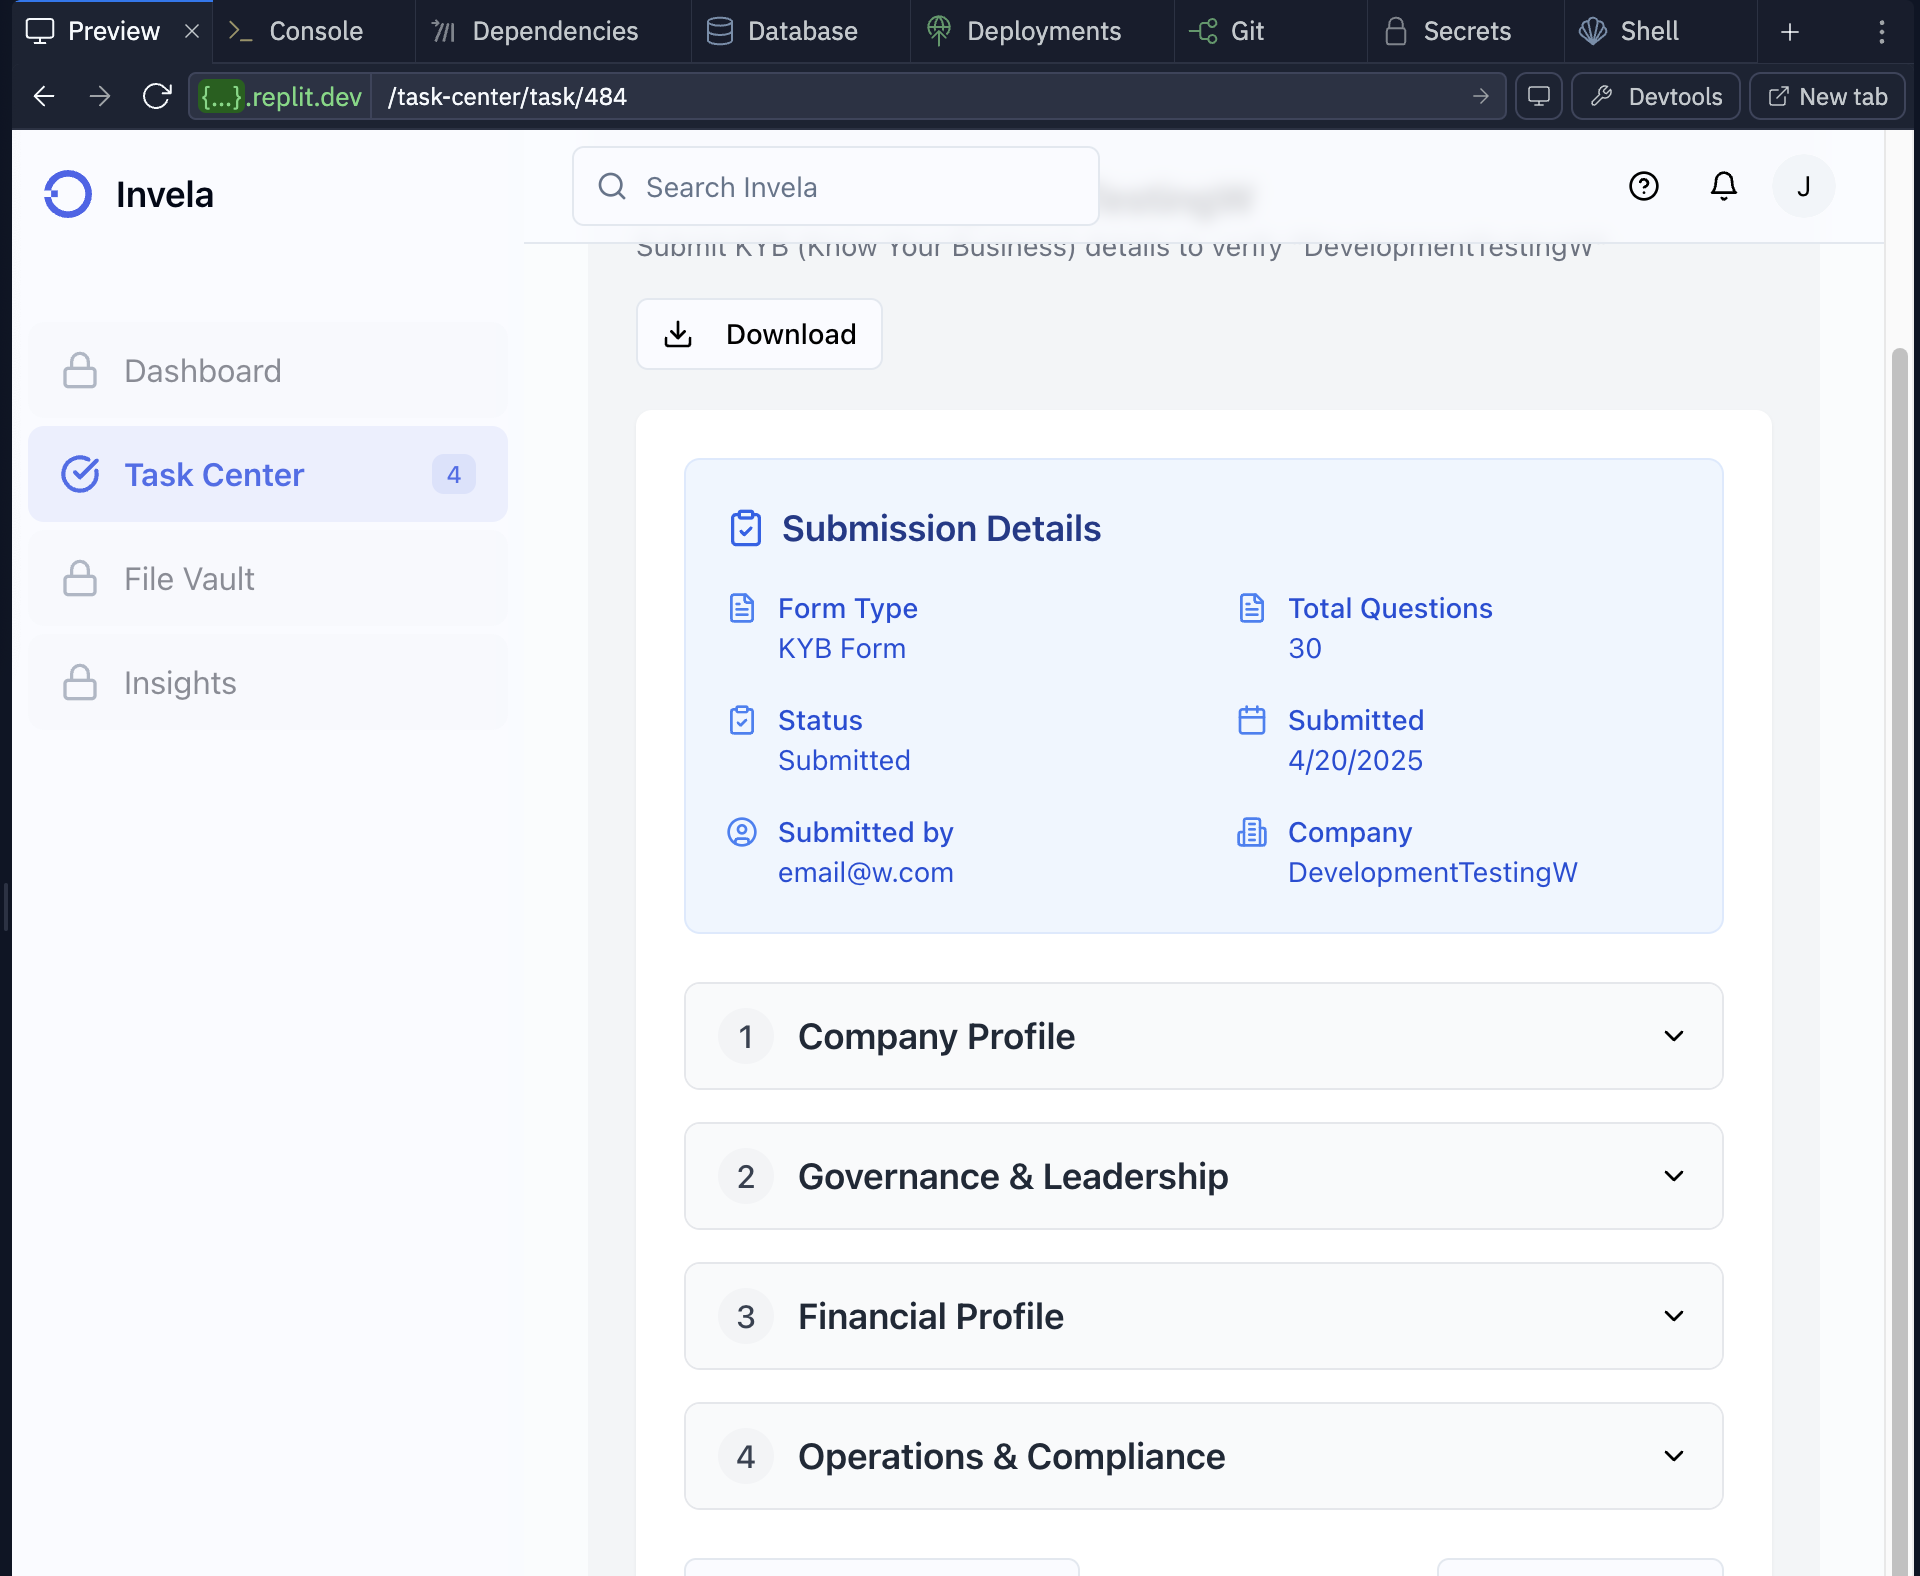 Preview
Console
Dependencies
Database
Deployments
Git
Secrets
Shell
{...}.replit.dev
/task-center/task/484
Devtools
New tab
Invela
Search Invela
J
Submit KYB (Know Your Business) details to verify "DevelopmentTestingW"
Download
Dashboard
Task Center
4
File Vault
Insights
Submission Details
Form Type
KYB Form
Total Questions
30
Status
Submitted
Submitted
4/20/2025
Submitted by
email@w.com
Company
DevelopmentTestingW
1 Company Profile
2 Governance & Leadership
3 Financial Profile
4 Operations & Compliance